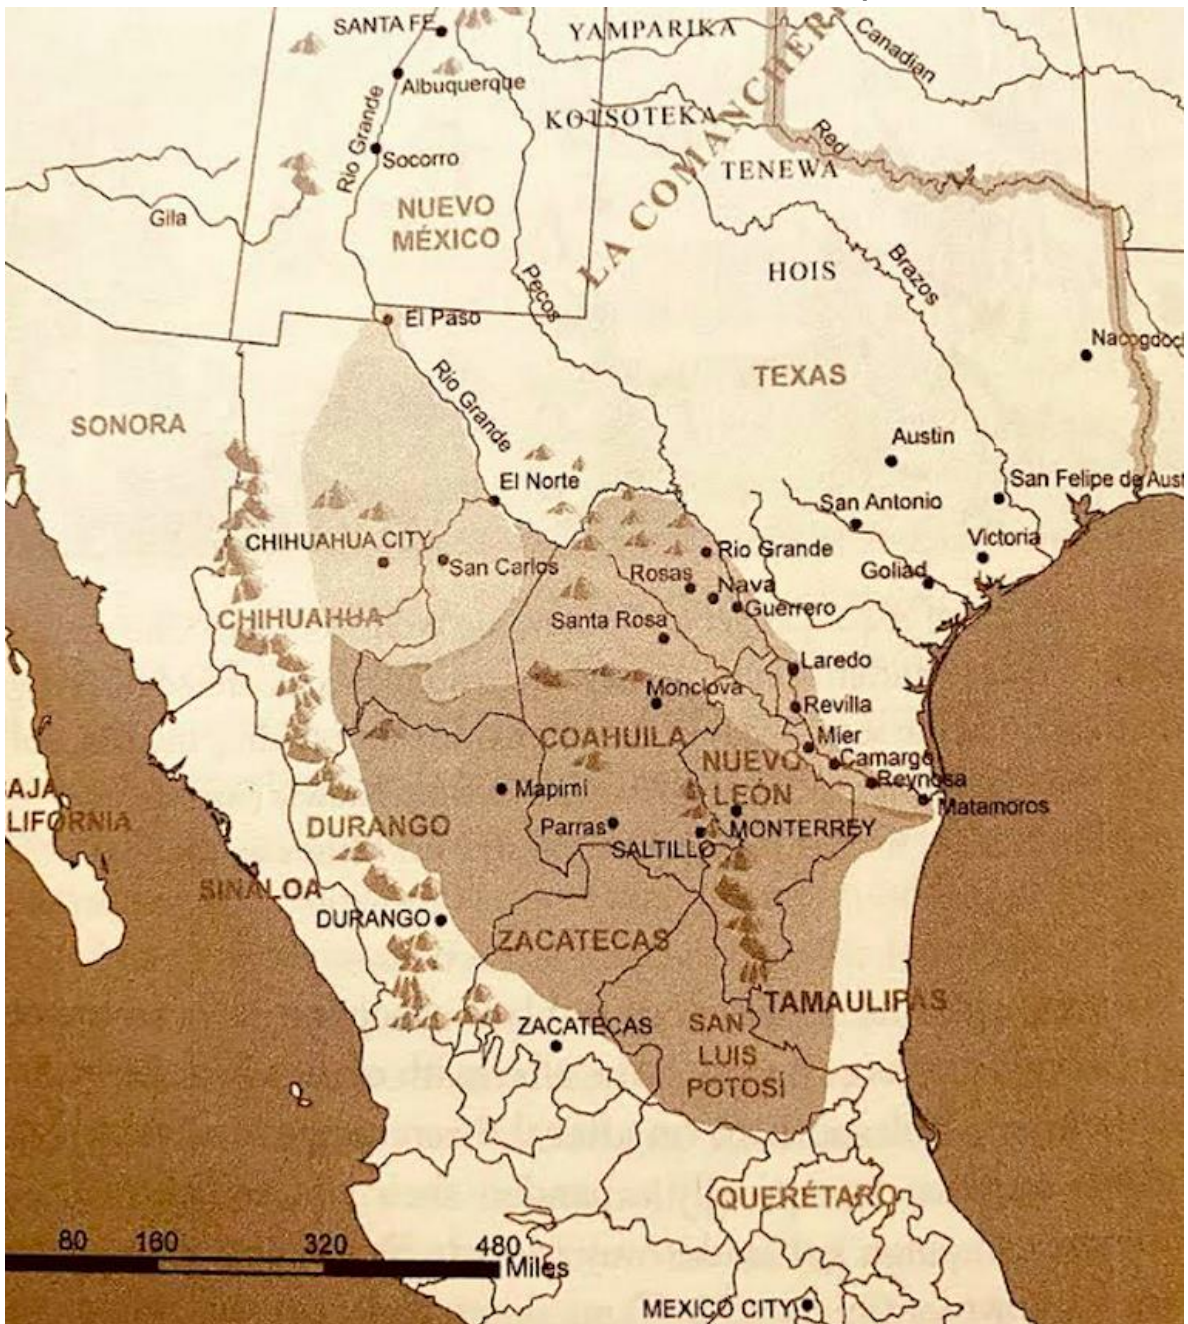 SANTA FE
YAMPARIKA
Canadian
Albuquerque
LA COMANCHER
KOTSOTEKA
Rio Grande
Red
Socorro
TENEWA
NUEVO
MÉXICO
Gila
HOIS
Brazos
Pecos
El Paso
Nacogdoch
TEXAS
Rio Grande
SONORA
Austin
El Norte
San Felipe de Aust
San Antonio
CHIHUAHUA CITY
Victoria
San Carlos
Rio Grande
Rosas
Goliad
Nava
CHIHUAHUA
Guerrero
Santa Rosa
Laredo
Monclova
Revilla
COAHUILA
Mier
NUEVO
LEÓN
Camargo
Reynosa
Mapimí
AJA
LIFORNIA
Matamoros
DURANGO
Parras
MONTERREY
SALTILLO
SINALOA
DURANGO
ZACATECAS
TAMAULIPAS
ZACATECAS
SAN
LUIS
POTOSÍ
QUERÉTARO
80 160 320 480
Miles
MEXICO CITY